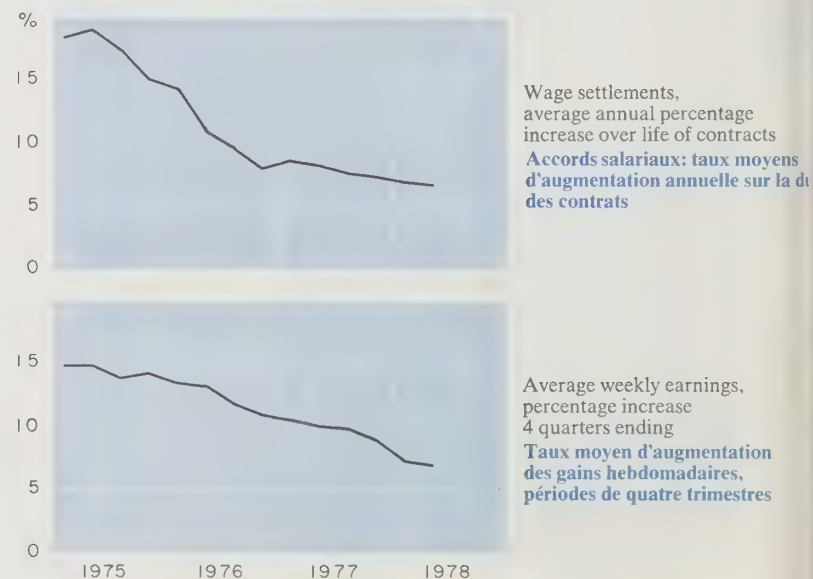 %
15
10
5
0
Wage settlements,
average annual percentage
increase over life of contracts
Accords salariaux: taux moyens
d'augmentation annuelle sur la
des contrats
15
10
5
0
Average weekly earnings,
percentage increase
4 quarters ending
Taux moyen d'augmentation
des gains hebdomadaires,
périodes de quatre trimestres
1975 1976 1977 1978